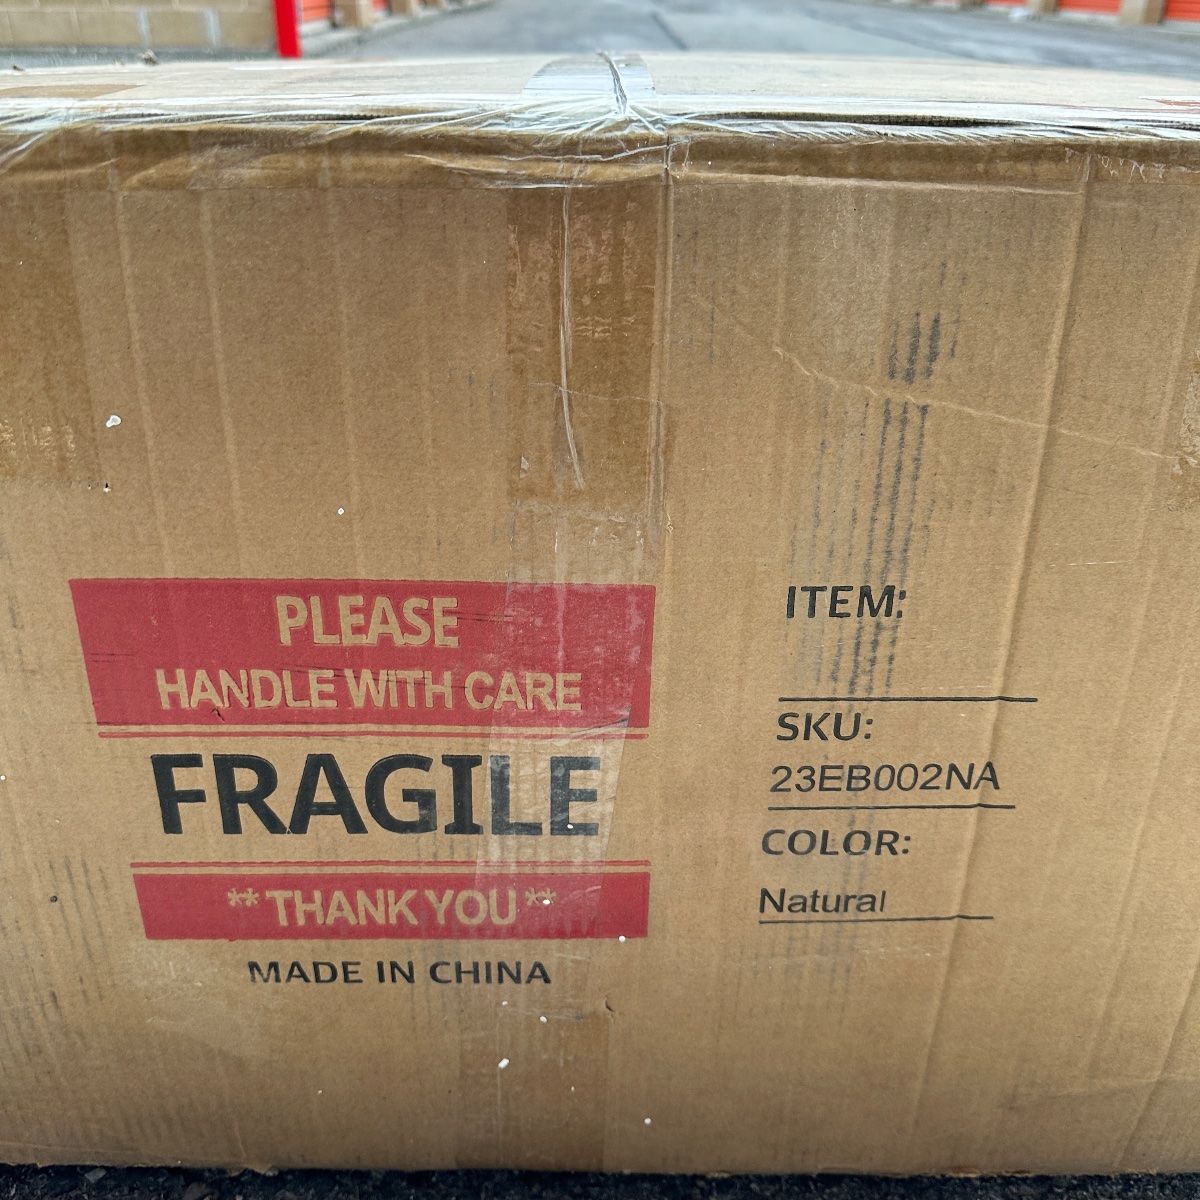 PLEASE
HANDLE WITH CARE
FRAGILE
**THANK YOU**
MADE IN CHINA
ITEM:
SKU:
23EB002NA
COLOR:
Natural